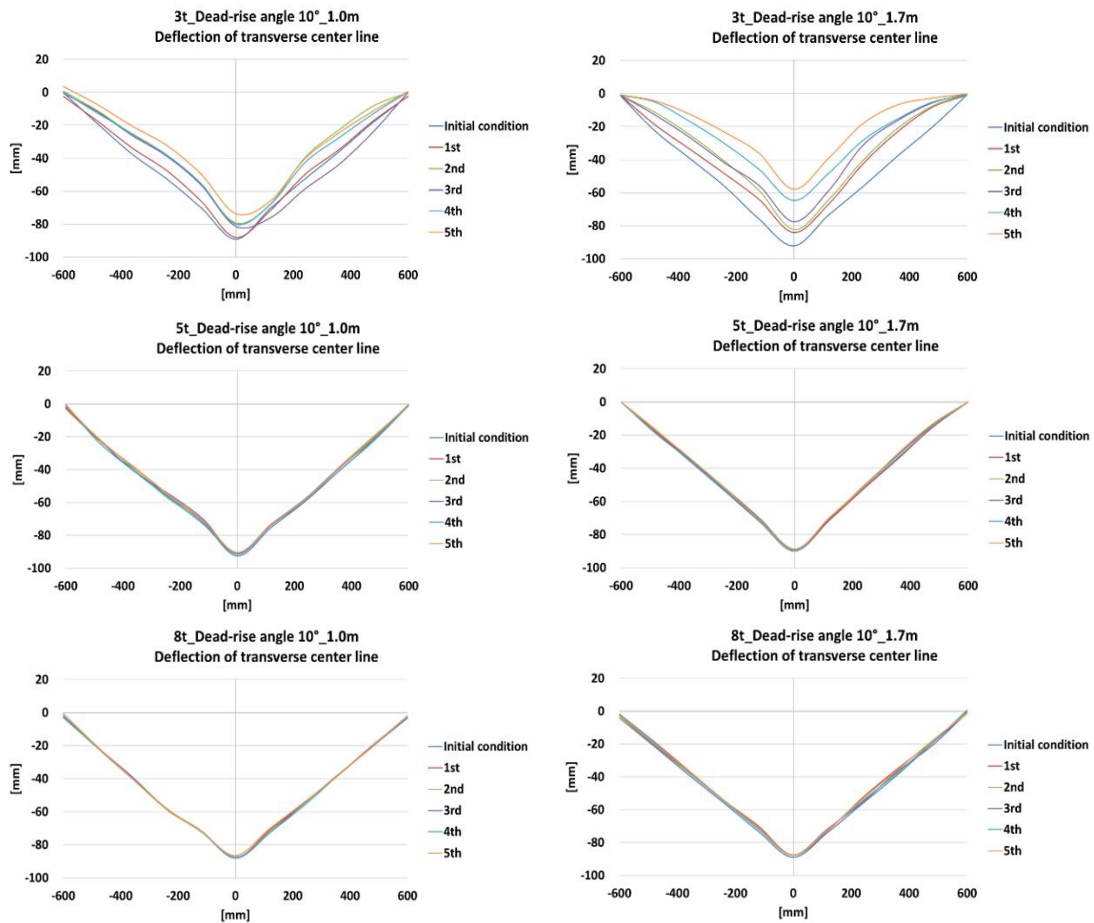 3t_Dead-rise angle 10°_1.0m
Deflection of transverse center line
20
0
-20
-40
-60
-80
-100
[mm]
-600
-400
-200
0
200
400
600
[mm]
Initial condition
1st
2nd
3rd
4th
5th
3t_Dead-rise angle 10°_1.7m
Deflection of transverse center line
20
0
-20
-40
-60
-80
-100
[mm]
-600
-400
-200
0
200
400
600
[mm]
Initial condition
1st
2nd
3rd
4th
5th
5t_Dead-rise angle 10°_1.0m
Deflection of transverse center line
20
0
-20
-40
-60
-80
-100
[mm]
-600
-400
-200
0
200
400
600
[mm]
Initial condition
1st
2nd
3rd
4th
5th
5t_Dead-rise angle 10°_1.7m
Deflection of transverse center line
20
0
-20
-40
-60
-80
-100
[mm]
-600
-400
-200
0
200
400
600
[mm]
Initial condition
1st
2nd
3rd
4th
5th
8t_Dead-rise angle 10°_1.0m
Deflection of transverse center line
20
0
-20
-40
-60
-80
-100
[mm]
-600
-400
-200
0
200
400
600
[mm]
Initial condition
1st
2nd
3rd
4th
5th
8t_Dead-rise angle 10°_1.7m
Deflection of transverse center line
20
0
-20
-40
-60
-80
-100
[mm]
-600
-400
-200
0
200
400
600
[mm]
Initial condition
1st
2nd
3rd
4th
5th